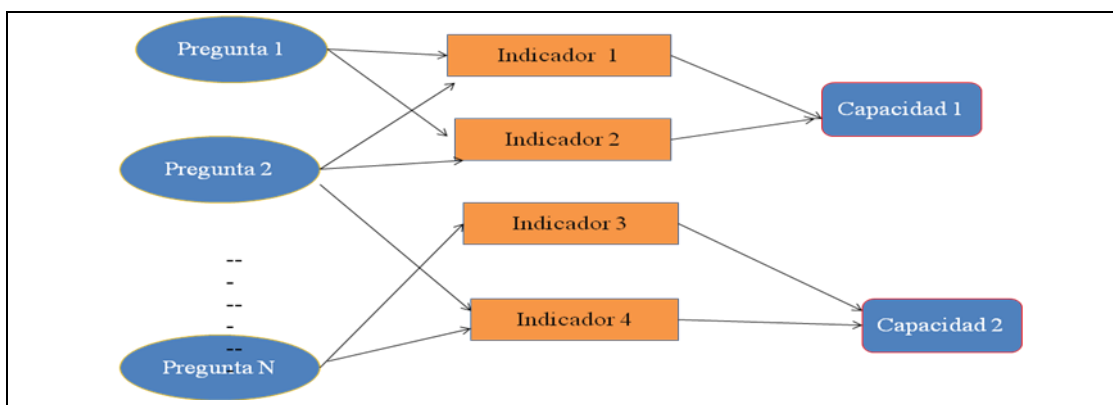 Pregunta 1
Indicador 1
Capacidad 1
Indicador 2
Pregunta 2
Indicador 3
--
-
--
-
--
-
Indicador 4
Capacidad 2
Pregunta N